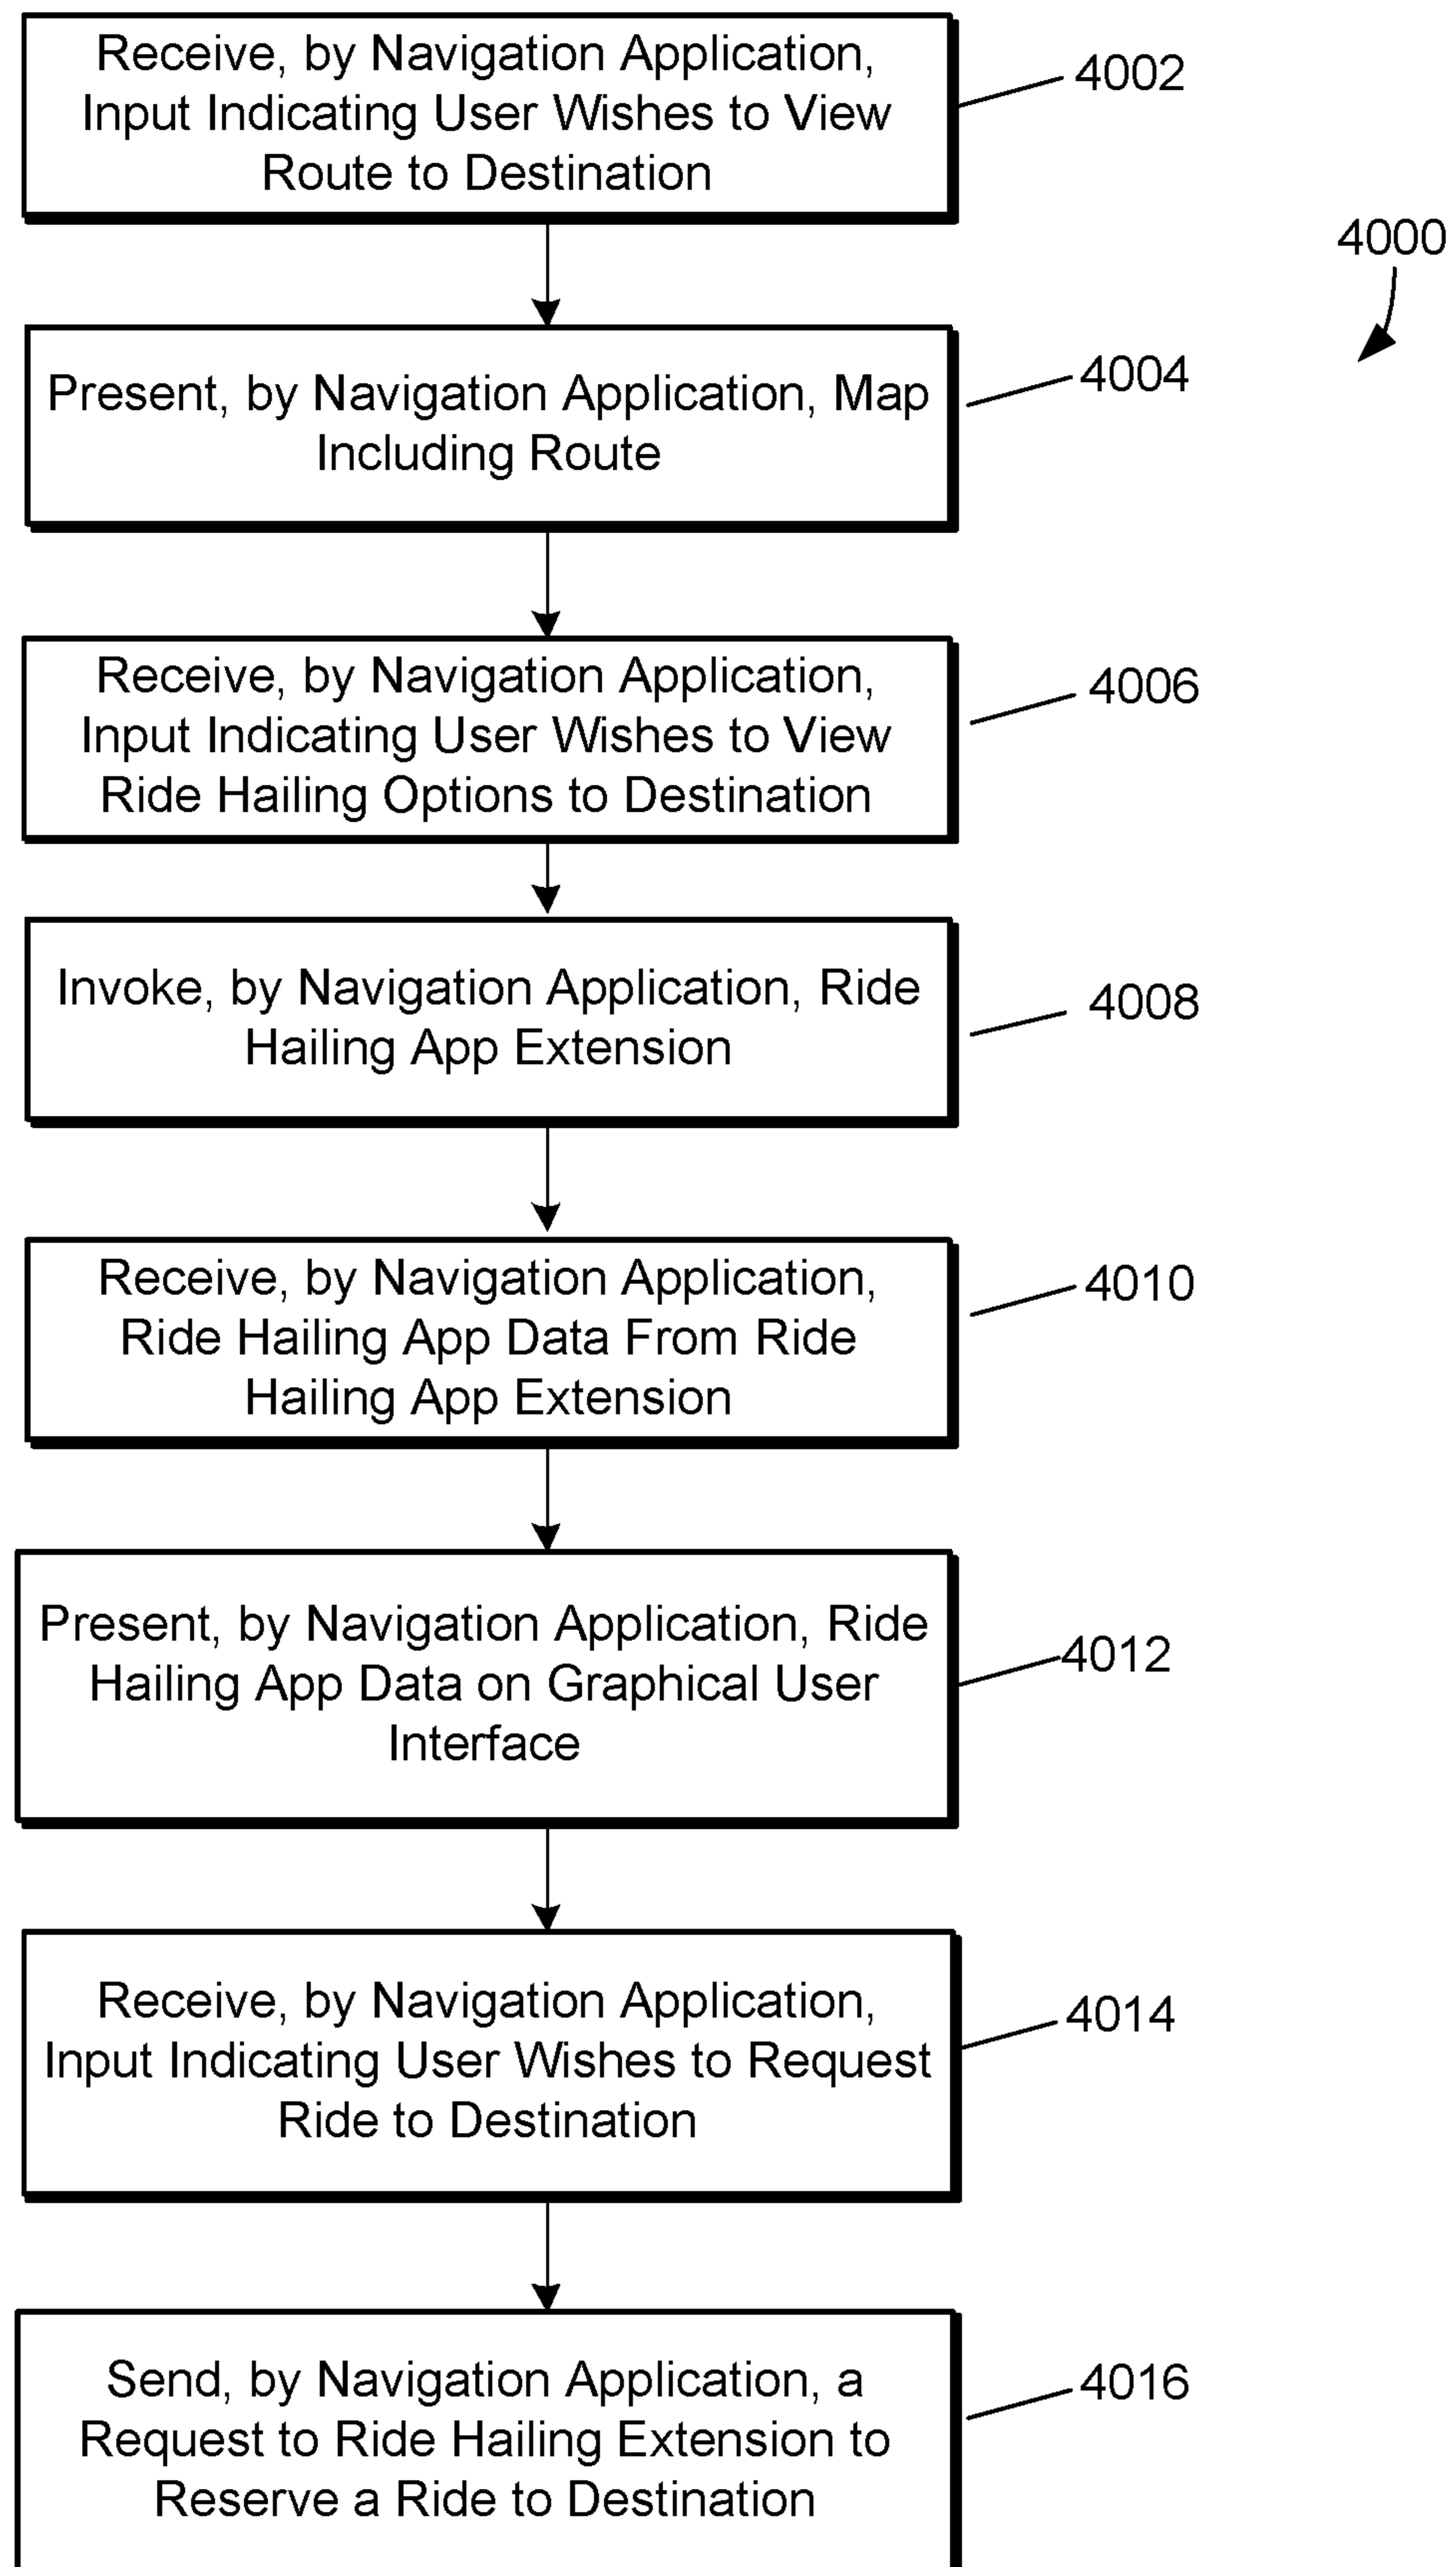 Receive, by Navigation Application,
Input Indicating User Wishes to View
Route to Destination
4002
4000
Present, by Navigation Application, Map
Including Route
4004
Receive, by Navigation Application,
Input Indicating User Wishes to View
Ride Hailing Options to Destination
4006
Invoke, by Navigation Application, Ride
Hailing App Extension
4008
Receive, by Navigation Application,
Ride Hailing App Data From Ride
Hailing App Extension
4010
Present, by Navigation Application, Ride
Hailing App Data on Graphical User
Interface
4012
Receive, by Navigation Application,
Input Indicating User Wishes to Request
Ride to Destination
4014
Send, by Navigation Application, a
Request to Ride Hailing Extension to
Reserve a Ride to Destination
4016